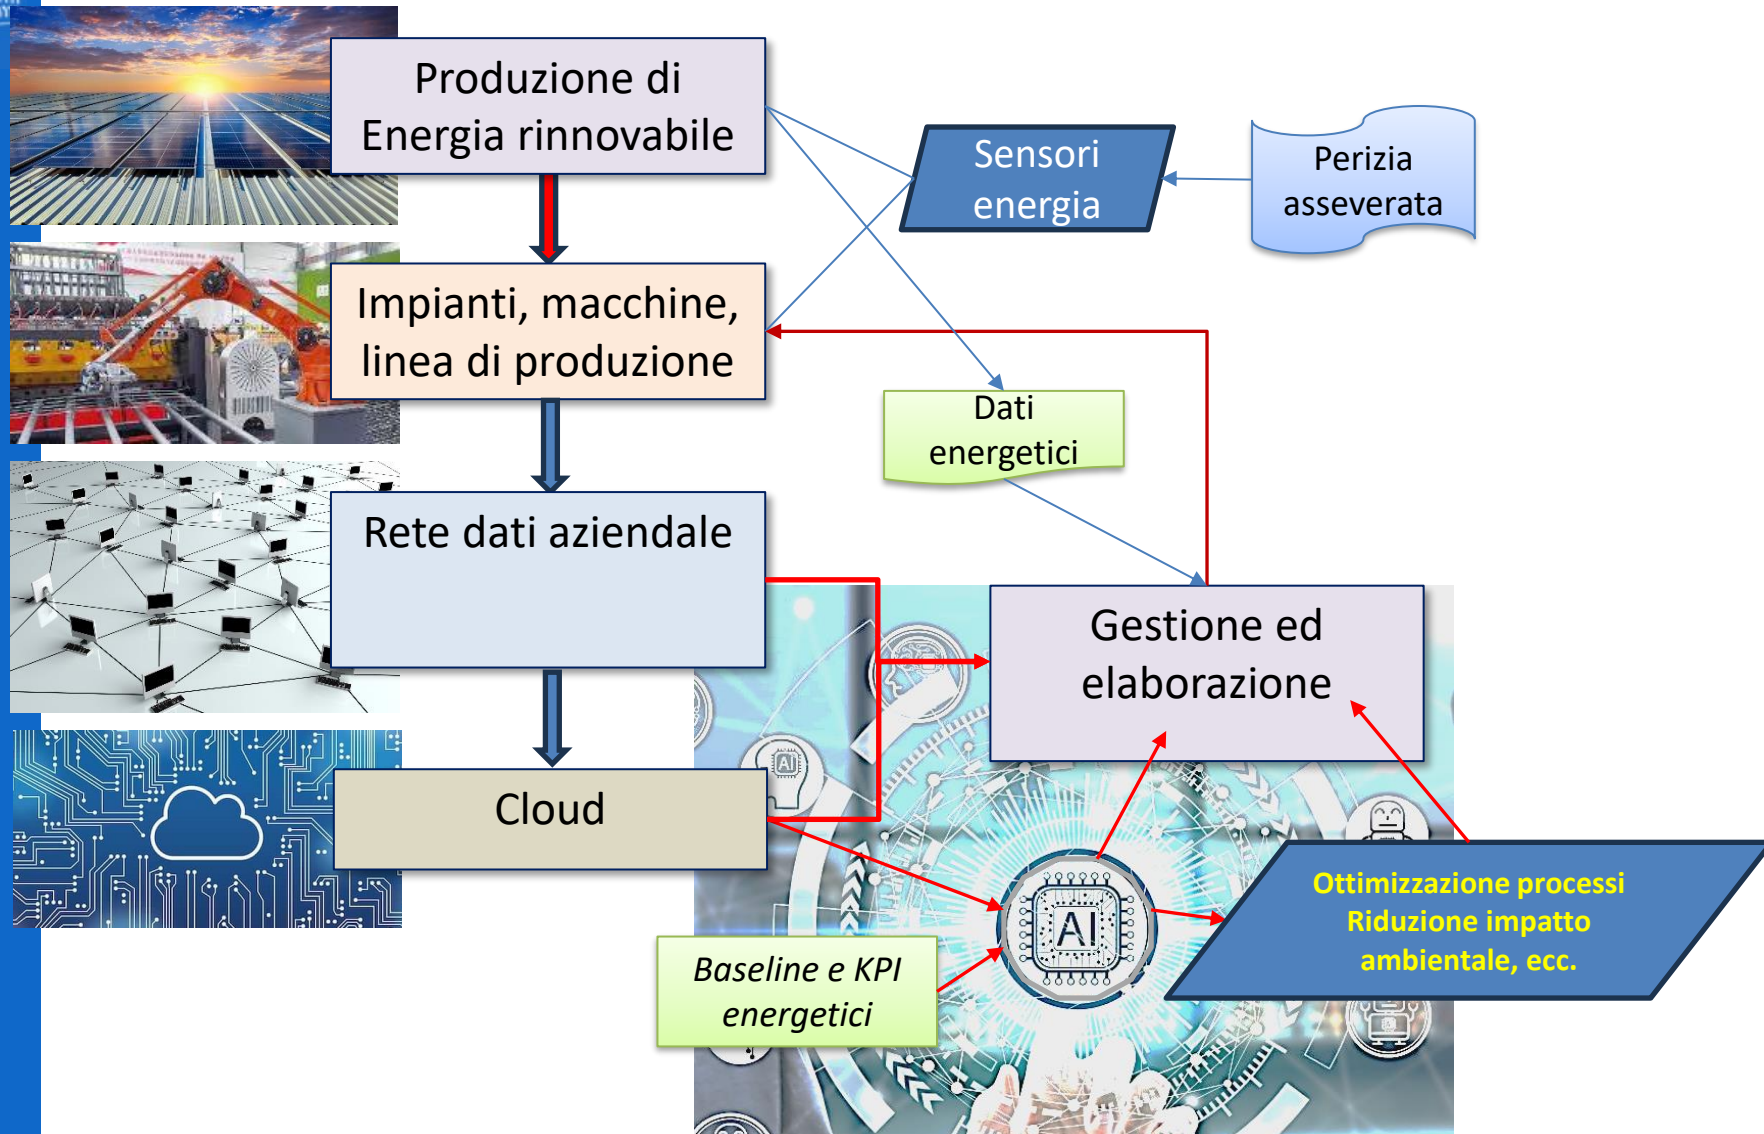 Produzione di
Energia rinnovabile
Sensori
energia
Perizia
asseverata
Impianti, macchine,
linea di produzione
Dati
energetici
Rete dati aziendale
Gestione ed
elaborazione
AI
Cloud
Ottimizzazione processi
Riduzione impatto
ambientale, ecc.
AI
Baseline e KPI
energetici